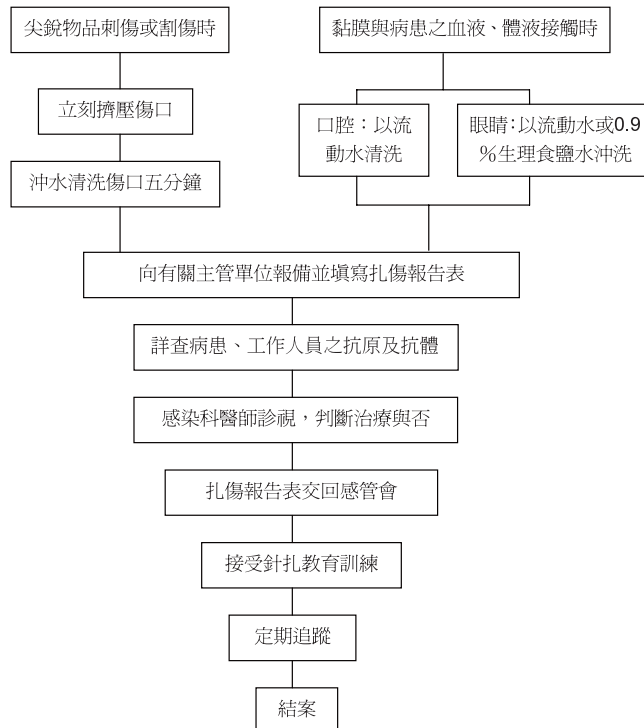 尖銳物品刺傷或割傷時
黏膜與病患之血液、體液接觸時
立刻擠壓傷口
口腔：以流
動水清洗
眼睛：以流動水或0.9
％生理食鹽水沖洗
沖水清洗傷口五分鐘
向有關主管單位報備並填寫扎傷報告表
詳查病患、工作人員之抗原及抗體
感染科醫師診視，判斷治療與否
扎傷報告表交回感管會
接受針扎教育訓練
定期追蹤
結案